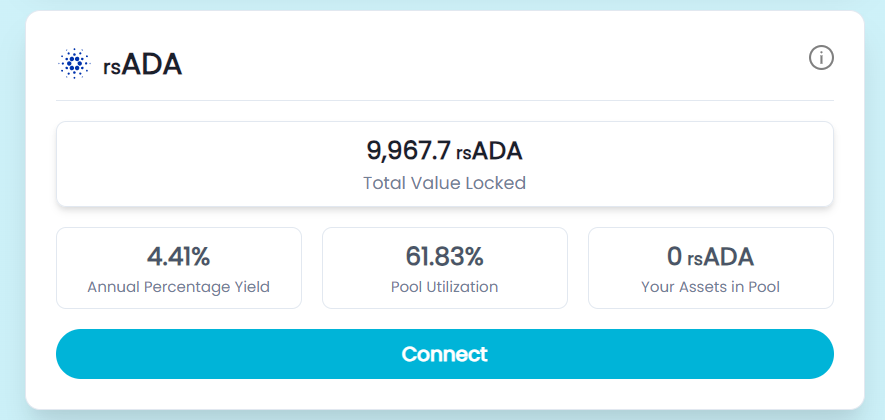 rsADA
9,967.7 rsADA
Total Value Locked
4.41%
Annual Percentage Yield
61.83%
Pool Utilization
0 rsADA
Your Assets in Pool
Connect